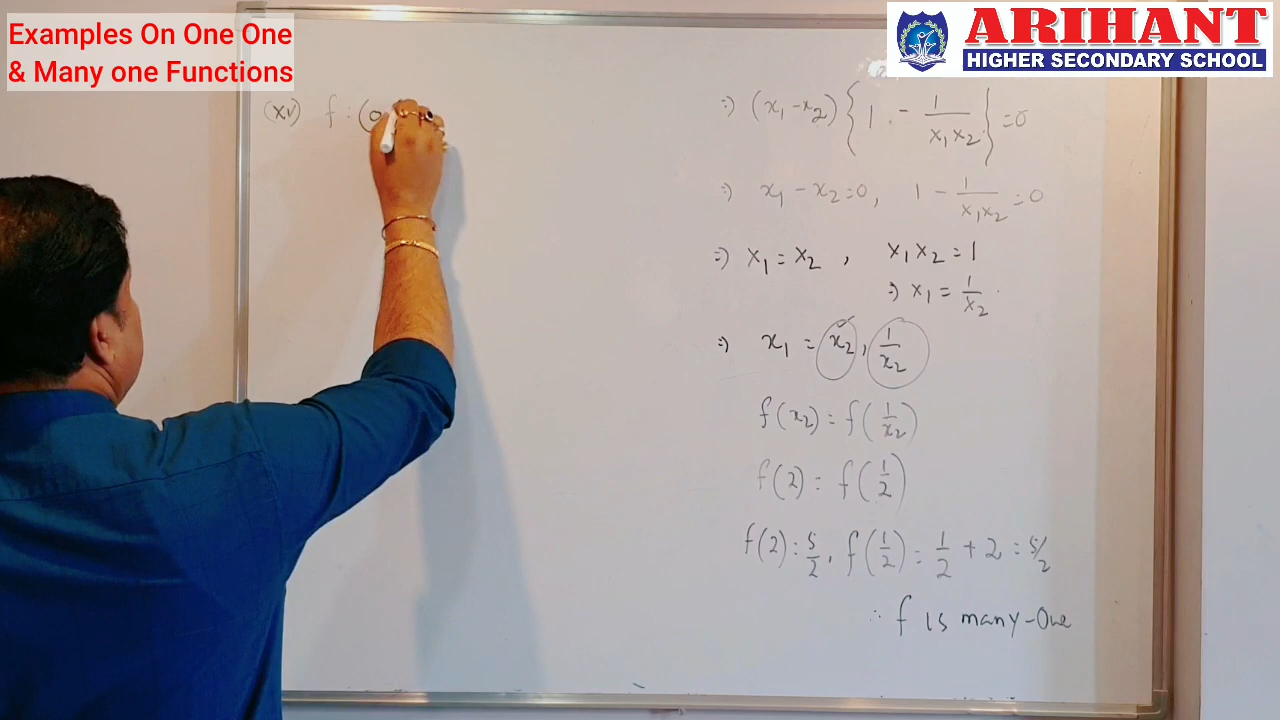 Examples On One One
& Many one Functions
ARIHANT
HIGHER SECONDARY SCHOOL
(xv) f : (0
⇒ (x₁ - x₂) { 1 - 1/(x₁x₂) } = 0
⇒ x₁ - x₂ = 0, 1 - 1/(x₁x₂) = 0
⇒ x₁ = x₂ , x₁x₂ = 1
⇒ x₁ = 1/x₂ .
⇒ x₁ = x₂, 1/x₂
f(x₂) = f(1/x₂)
f(2) = f(1/2)
f(2) = 5/2, f(1/2) = 1/2 + 2 = 5/2
∴ f is many-one